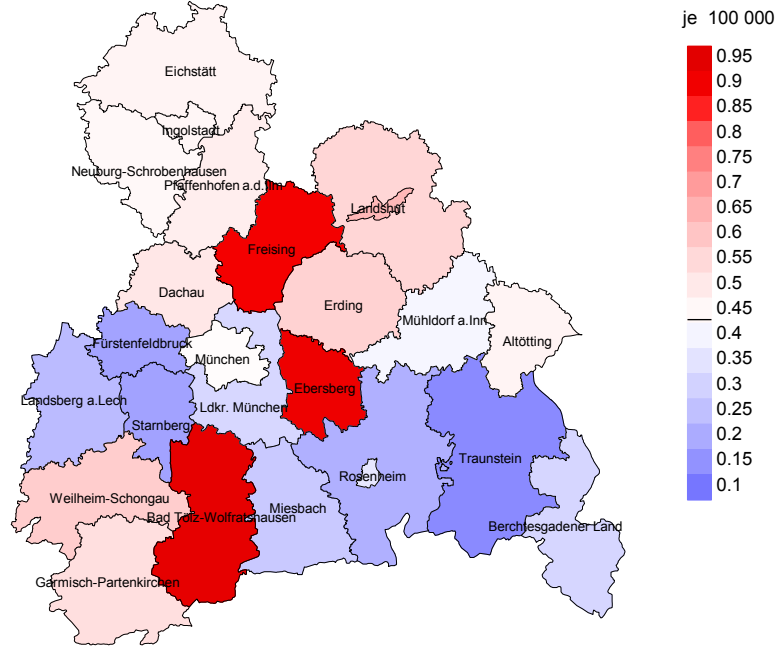 je 100 000
Eichstätt
Ingolstadt
Neuburg-Schrobenhausen
Pfaffenhofen a.d.Ilm
Landshut
Freising
Dachau
Erding
Mühldorf a.Inn
Altötting
Fürstenfeldbruck
München
Ebersberg
Landsberg a.Lech
Ldkr. München
Starnberg
Traunstein
Rosenheim
Weilheim-Schongau
Miesbach
Bad Tölz-Wolfratshausen
Berchtesgadener Land
Garmisch-Partenkirchen
0.95
0.9
0.85
0.8
0.75
0.7
0.65
0.6
0.55
0.5
0.45
0.4
0.35
0.3
0.25
0.2
0.15
0.1